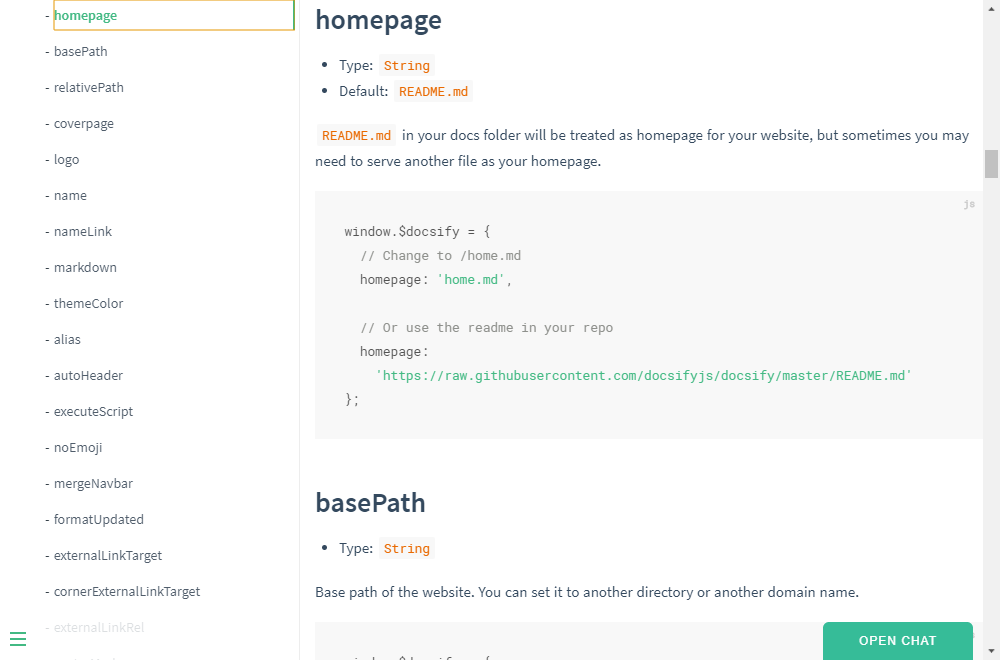 - homepage
- basePath
- relativePath
- coverpage
- logo
- name
- nameLink
- markdown
- themeColor
- alias
- autoHeader
- executeScript
- noEmoji
- mergeNavbar
- formatUpdated
- externalLinkTarget
- cornerExternalLinkTarget
- externalLinkRel
homepage
• Type: String
• Default: README.md
README.md in your docs folder will be treated as homepage for your website, but sometimes you may
need to serve another file as your homepage.
js
window.$docsify = {
// Change to /home.md
homepage: 'home.md',
// Or use the readme in your repo
homepage:
'https://raw.githubusercontent.com/docsifyjs/docsify/master/README.md'
};
basePath
• Type: String
Base path of the website. You can set it to another directory or another domain name.
OPEN CHAT